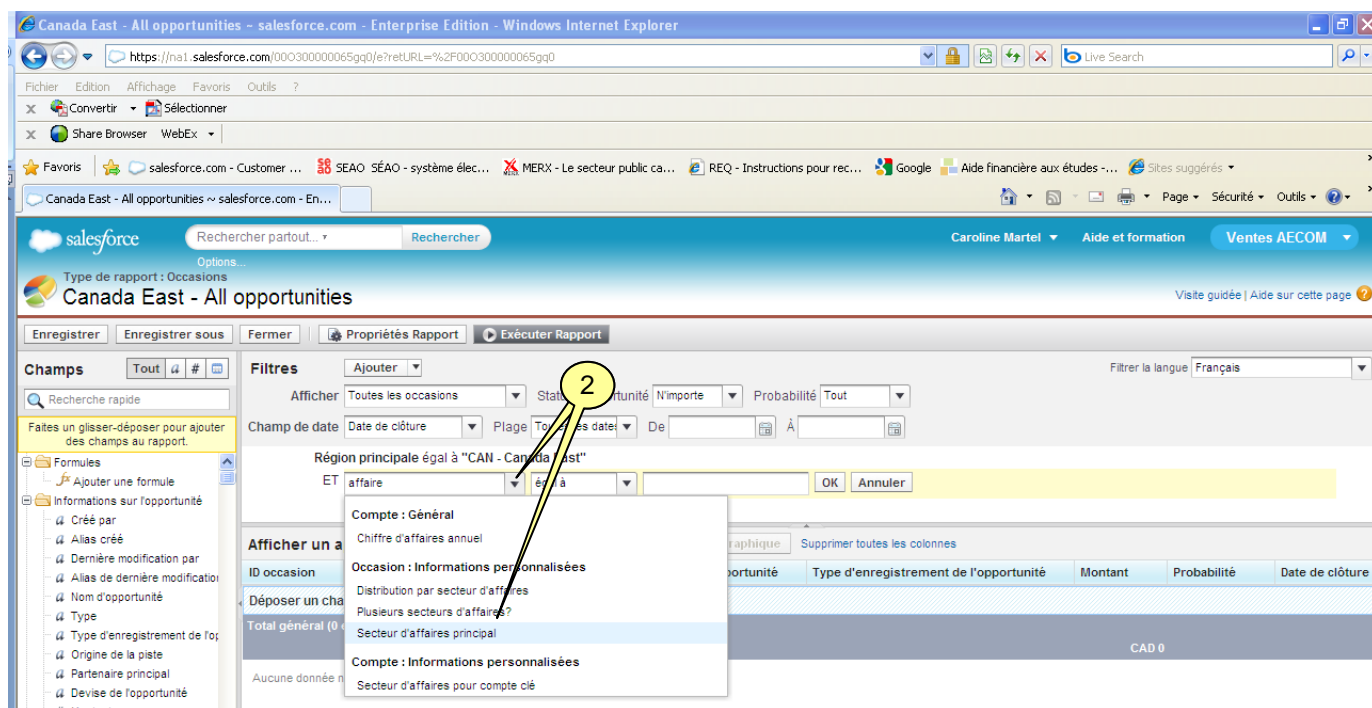 Canada East - All opportunities ~ salesforce.com - Enterprise Edition - Windows Internet Explorer
https://na1.salesforce.com/00O300000065gq0/e?retURL=%2F00O300000065gq0
Live Search
Fichier Edition Affichage Favoris Outils ?
x Convertir Sélectionner
x Share Browser WebEx
Favoris salesforce.com - Customer ... SEAO SÉAO - système élec... MERX - Le secteur public ca... REQ - Instructions pour rec... Google Aide financière aux études -... Sites suggérés
Canada East - All opportunities ~ salesforce.com - En... Page Sécurité Outils
salesforce Rechercher partout... Rechercher Caroline Martel Aide et formation Ventes AECOM
Options...
Type de rapport : Occasions
Canada East - All opportunities
Visite guidée | Aide sur cette page
Enregistrer Enregistrer sous Fermer Propriétés Rapport Exécuter Rapport
Champs Tout a # Filtres Ajouter Filtrer la langue Français
2
Recherche rapide Afficher Toutes les occasions N'importe Probabilité Tout
Faites un glisser-déposer pour ajouter des champs au rapport.
Champ de date Date de clôture Plage De À
Formules
Région principale égal à "CAN - Canada East"
Ajouter une formule
ET affaire égal à OK Annuler
Informations sur l'opportunité
Créé par
Alias créé
Dernière modification par
Alias de dernière modification
Nom d'opportunité
Type
Type d'enregistrement de l'op
Origine de la piste
Partenaire principal
Devise de l'opportunité
Compte : Général
Chiffre d'affaires annuel
Occasion : Informations personnalisées
Distribution par secteur d'affaires
Plusieurs secteurs d'affaires?
Secteur d'affaires principal
Compte : Informations personnalisées
Secteur d'affaires pour compte clé
Afficher un a raphique Supprimer toutes les colonnes
ID occasion portunité Type d'enregistrement de l'opportunité Montant Probabilité Date de clôture
Déposer un cha
Total général (0
CAD 0
Aucune donnée n